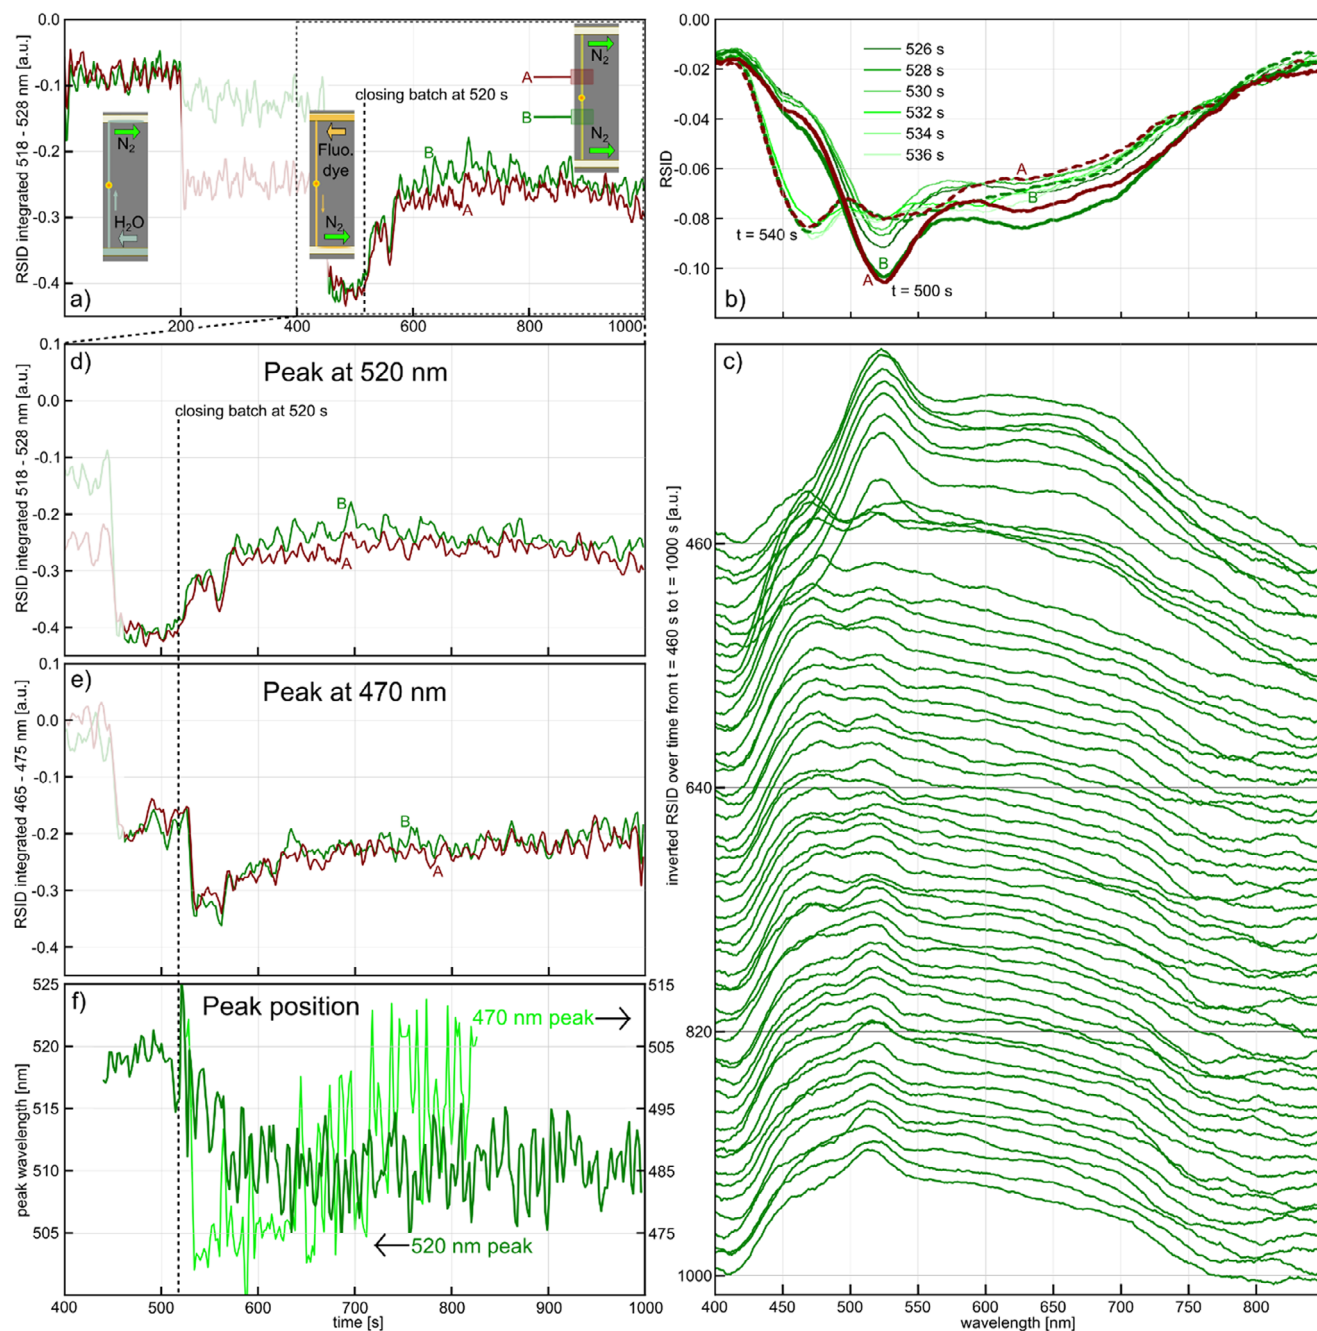 RSID integrated 518 - 528 nm [a.u.]
0.0
-0.1
-0.2
-0.3
-0.4
N2
H2O
Fluo.
dye
N2
closing batch at 520 s
N2
A
B
N2
B
A
a)
200
400
600
800
1000
RSID
0.00
-0.02
-0.04
-0.06
-0.08
-0.10
526 s
528 s
530 s
532 s
534 s
536 s
A
B
t = 540 s
B
A
t = 500 s
b)
RSID integrated 518 - 528 nm [a.u.]
0.1
0.0
-0.1
-0.2
-0.3
-0.4
d)
Peak at 520 nm
closing batch at 520 s
B
A
RSID integrated 465 - 475 nm [a.u.]
0.1
0.0
-0.1
-0.2
-0.3
-0.4
e)
Peak at 470 nm
B
A
peak wavelength [nm]
525
520
515
510
505
f)
Peak position
470 nm peak
520 nm peak
515
505
495
485
475
400
500
600
700
800
900
1000
time [s]
inverted RSID over time from t = 460 s to t = 1000 s [a.u.]
c)
460
640
820
1000
400
450
500
550
600
650
700
750
800
wavelength [nm]